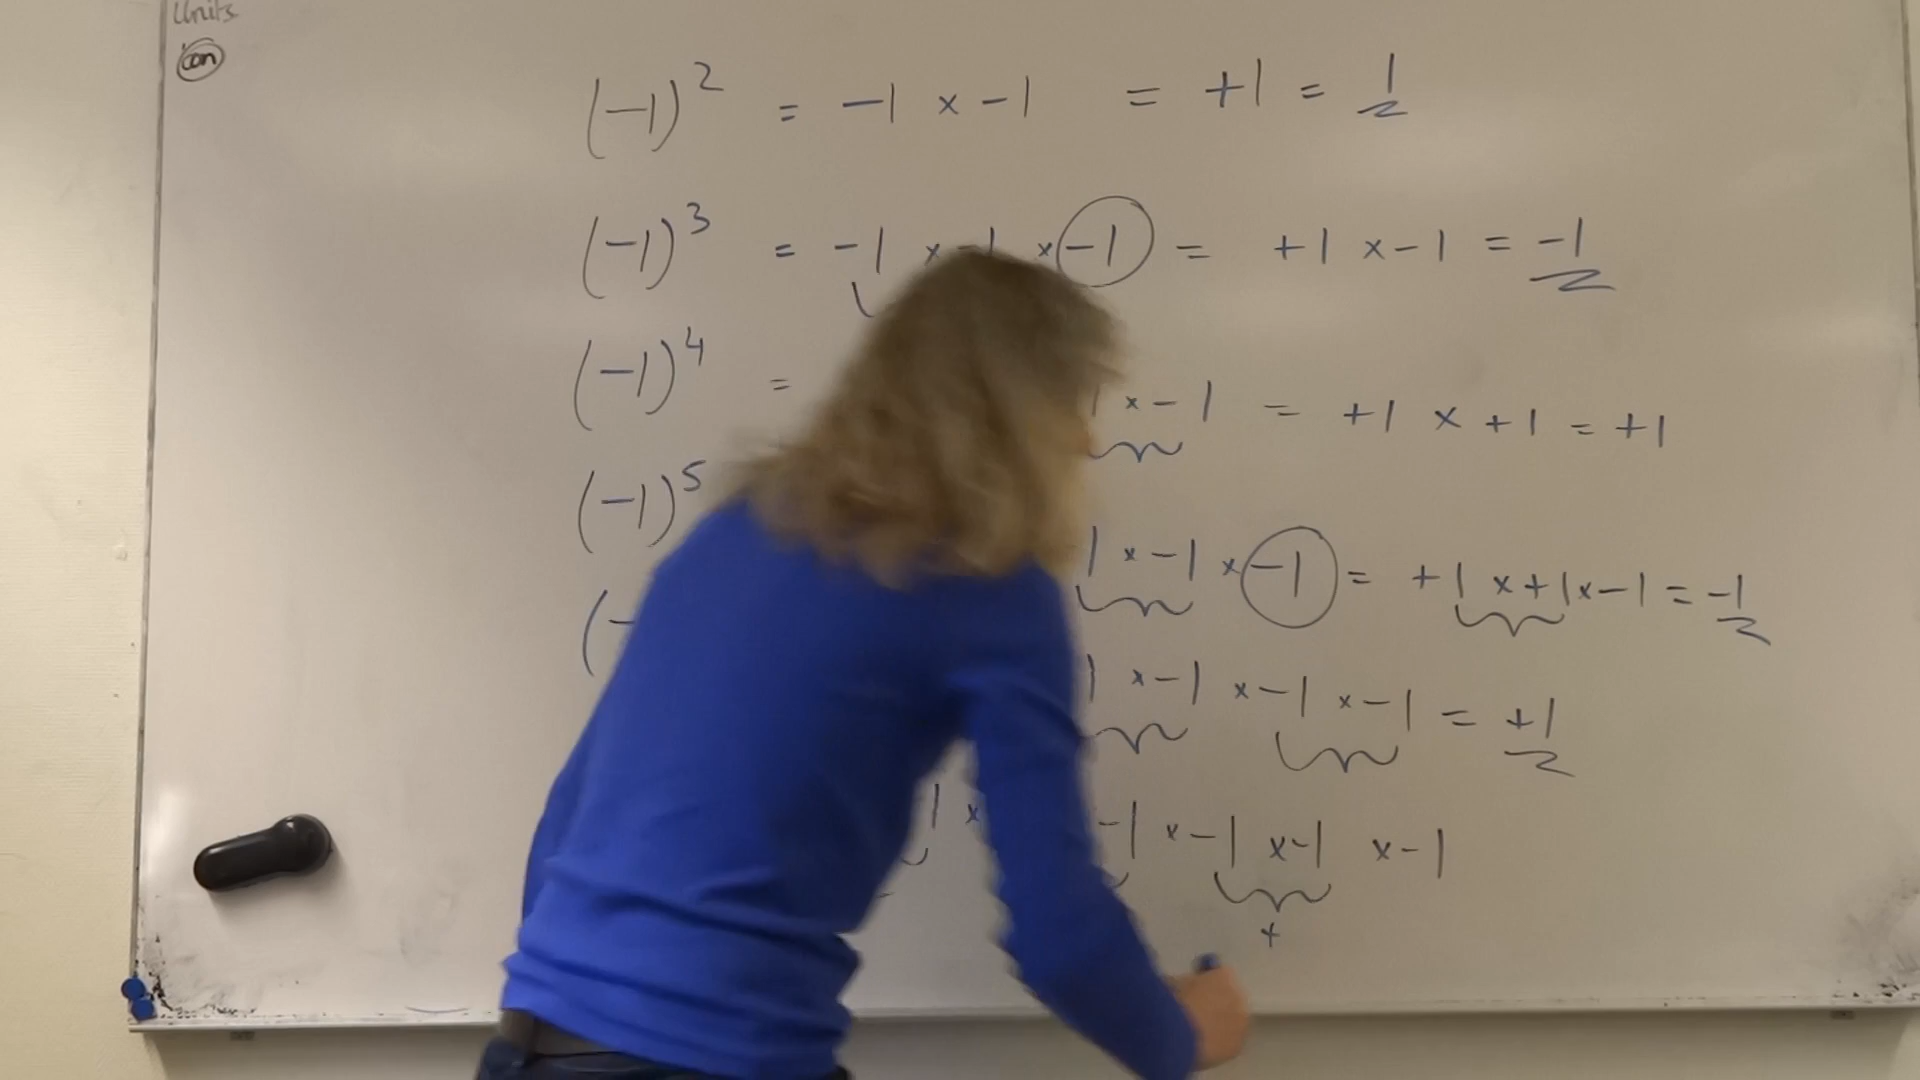 Units
con
(-1)² = -1 × -1 = +1 = 1
(-1)³ = -1 × -1 × -1 = +1 × -1 = -1
(-1)⁴ = 1 × -1 = +1 × +1 = +1
(-1)⁵ 1 × -1 × -1 = +1 × +1 × -1 = -1
(- 1 × -1 × -1 × -1 = +1
1 × -1 × -1 × -1 × -1
+